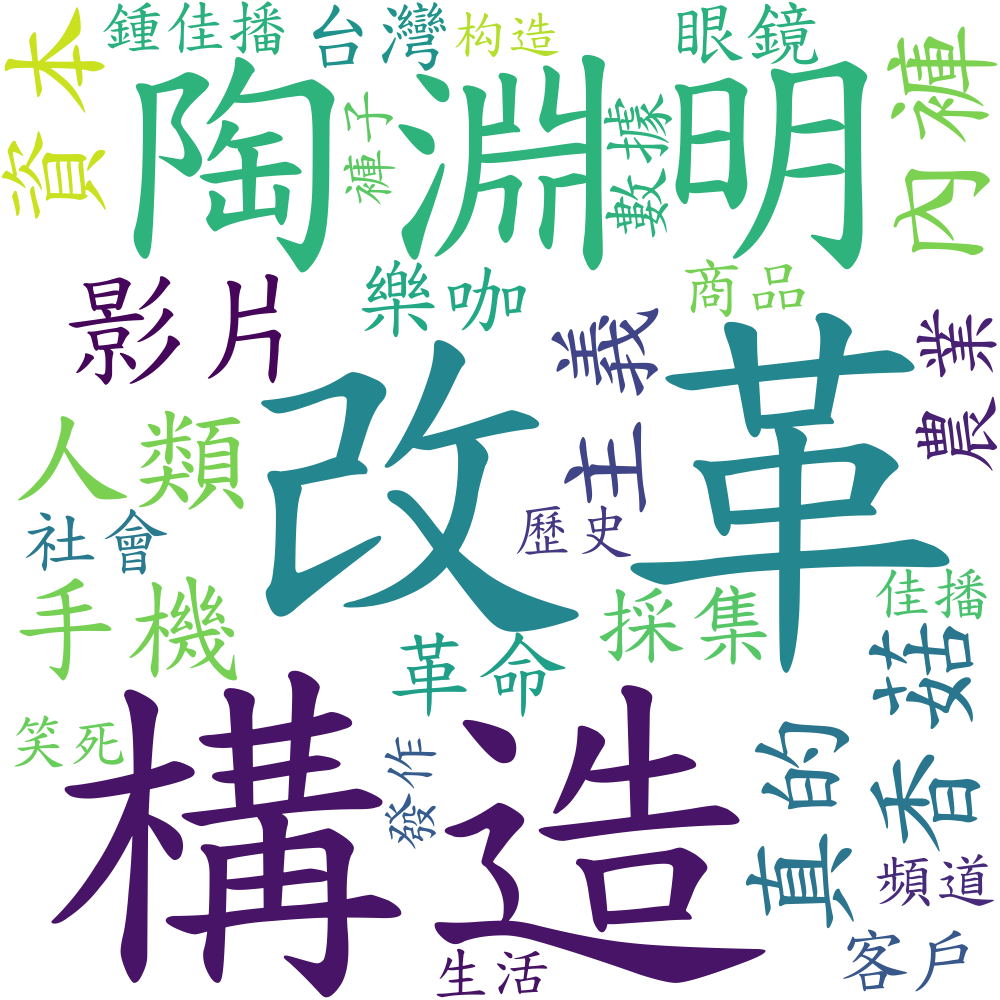 鍾佳播
台灣
构造
眼鏡
資本
陶淵明
褲子
數據
內褲
影片
樂咖
商品
主義
農業
改革
人類
社會
歷史
手機
採集
佳播
革命
香菇
構造
笑死
發作
真的
頻道
客戶
生活